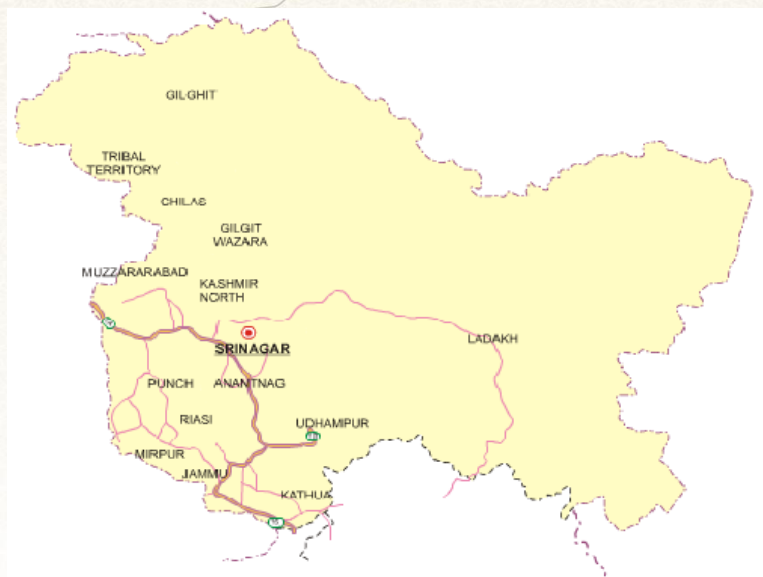 GILGHIT
TRIBAL
TERRITORY
CHILAS
GILGIT
WAZARA
MUZZARARABAD
KASHMIR
NORTH
SRINAGAR
LADAKH
PUNCH
ANANTNAG
RIASI
UDHAMPUR
MIRPUR
JAMMU
KATHUA